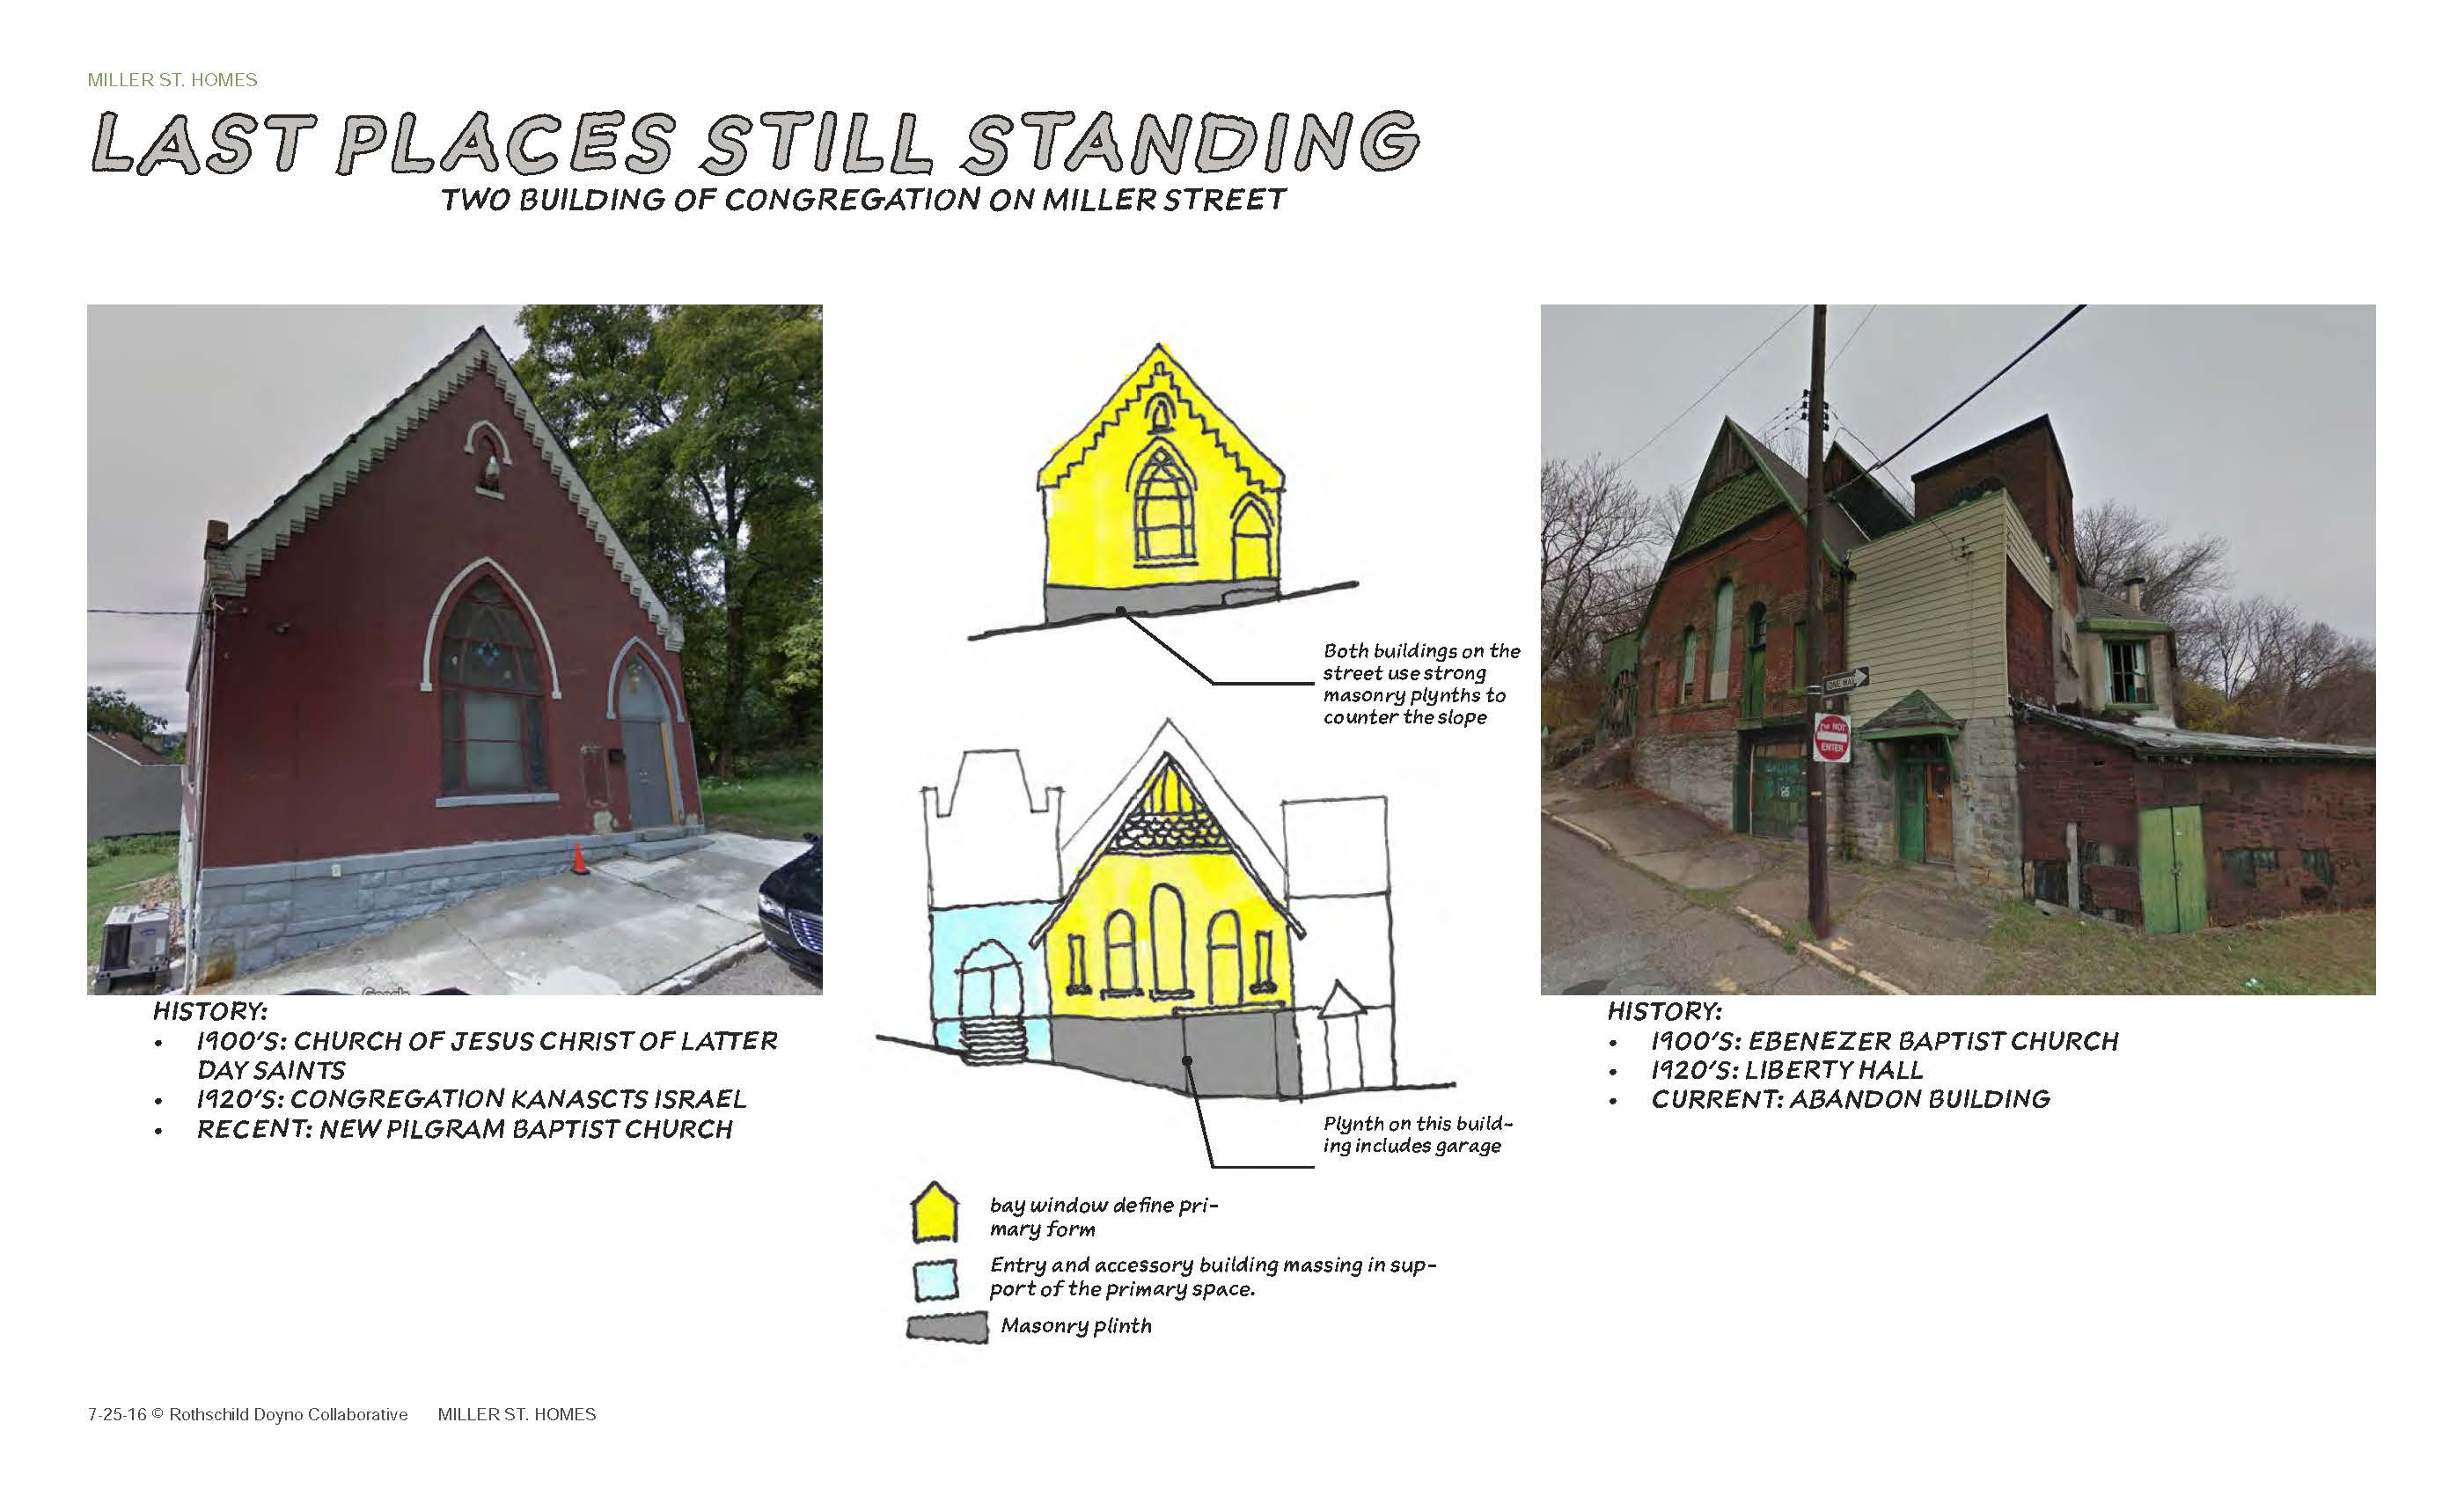 MILLER ST. HOMES
LAST PLACES STILL STANDING
TWO BUILDING OF CONGREGATION ON MILLER STREET
Both buildings on the
street use strong
masonry plynths to
counter the slope
ONE WAY
DO NOT
ENTER
Google
HISTORY:
• 1900'S: CHURCH OF JESUS CHRIST OF LATTER
DAY SAINTS
• 1920'S: CONGREGATION KANASCTS ISRAEL
• RECENT: NEW PILGRAM BAPTIST CHURCH
HISTORY:
• 1900'S: EBENEZER BAPTIST CHURCH
• 1920'S: LIBERTY HALL
• CURRENT: ABANDON BUILDING
Plynth on this build-
ing includes garage
bay window define pri-
mary form
Entry and accessory building massing in sup-
port of the primary space.
Masonry plinth
7-25-16 © Rothschild Doyno Collaborative MILLER ST. HOMES